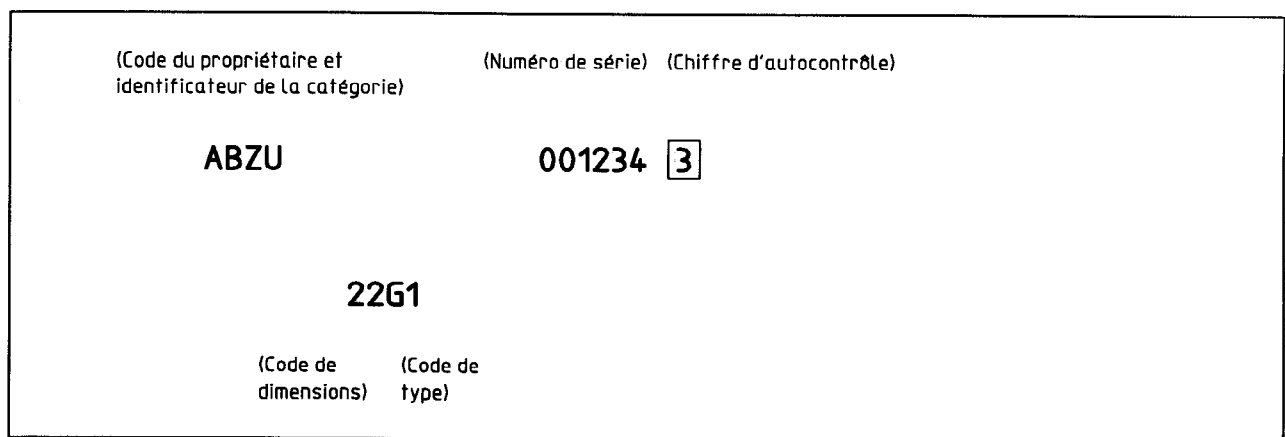 (Code du propriétaire et
identificateur de la catégorie)
(Numéro de série) (Chiffre d'autocontrôle)
ABZU 001234 3
22G1
(Code de
dimensions)
(Code de
type)